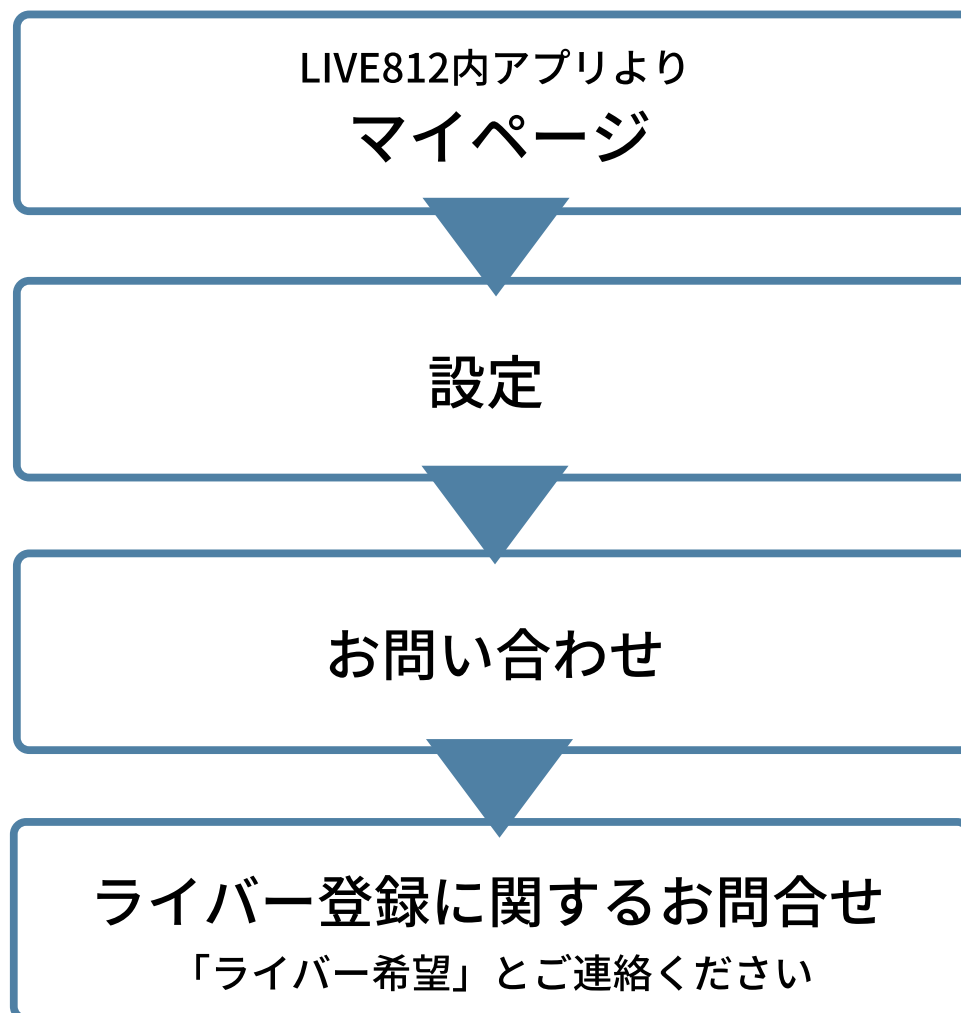 LIVE812内アプリより
マイページ
設定
お問い合わせ
ライバー登録に関するお問合せ
「ライバー希望」とご連絡ください